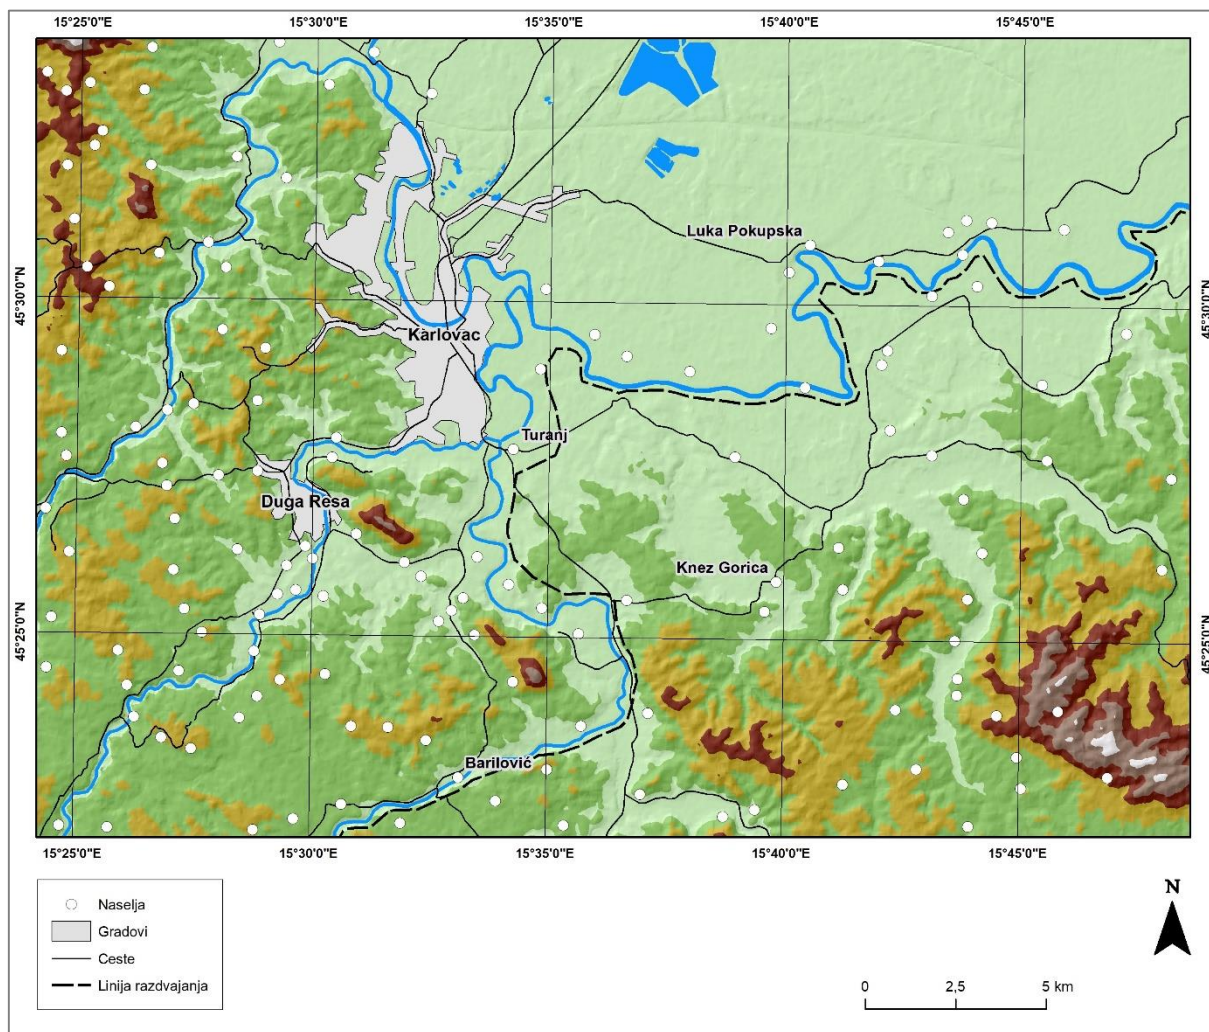 15°25'0"E
15°30'0"E
15°35'0"E
15°40'0"E
15°45'0"E
Luka Pokupska
45°30'0"N
45°30'0"N
Karlovac
Turanj
Duga Resa
Knez Gorica
45°25'0"N
45°25'0"N
Barilović
15°25'0"E
15°30'0"E
15°35'0"E
15°40'0"E
15°45'0"E
Naselja
Gradovi
Ceste
Linija razdvajanja
N
0 2,5 5 km